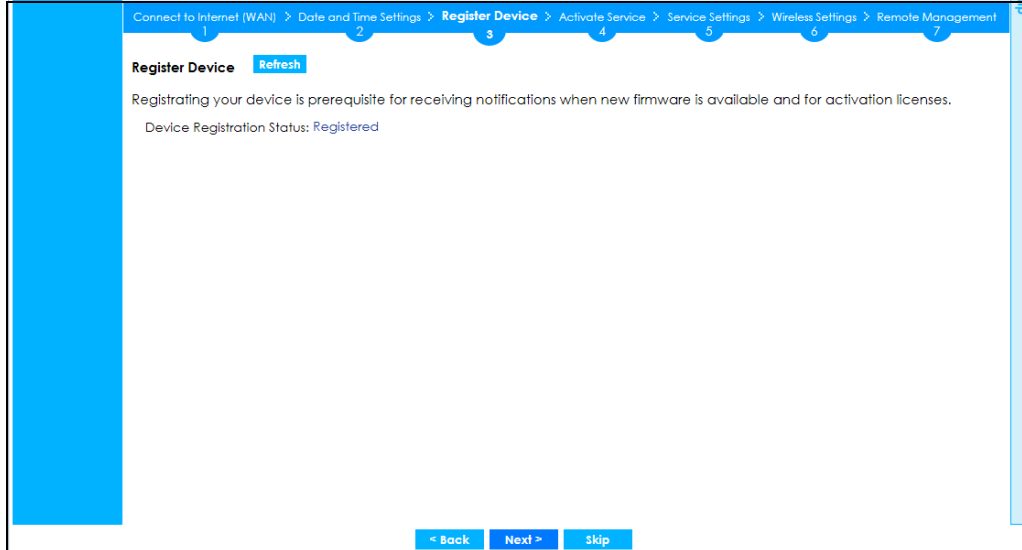 Connect to Internet (WAN) > Date and Time Settings > Register Device > Activate Service > Service Settings > Wireless Settings > Remote Management
1 2 3 4 5 6 7
Register Device Refresh
Registrating your device is prerequisite for receiving notifications when new firmware is available and for activation licenses.
Device Registration Status: Registered
< Back Next > Skip